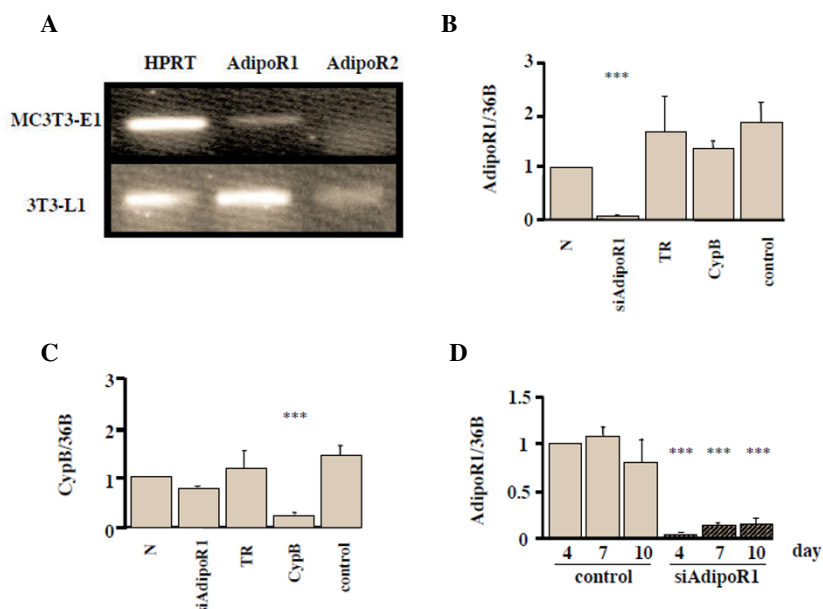 A
HPRT AdipoR1 AdipoR2
MC3T3-E1
3T3-L1
B
AdipoR1/36B
3
2
1
0
***
N siAdipoR1 TR CypB control
C
CypB/36B
3
2
1
0
***
N siAdipoR1 TR CypB control
D
AdipoR1/36B
1.5
1
0.5
0
*** *** ***
4 7 10 4 7 10 day
control siAdipoR1